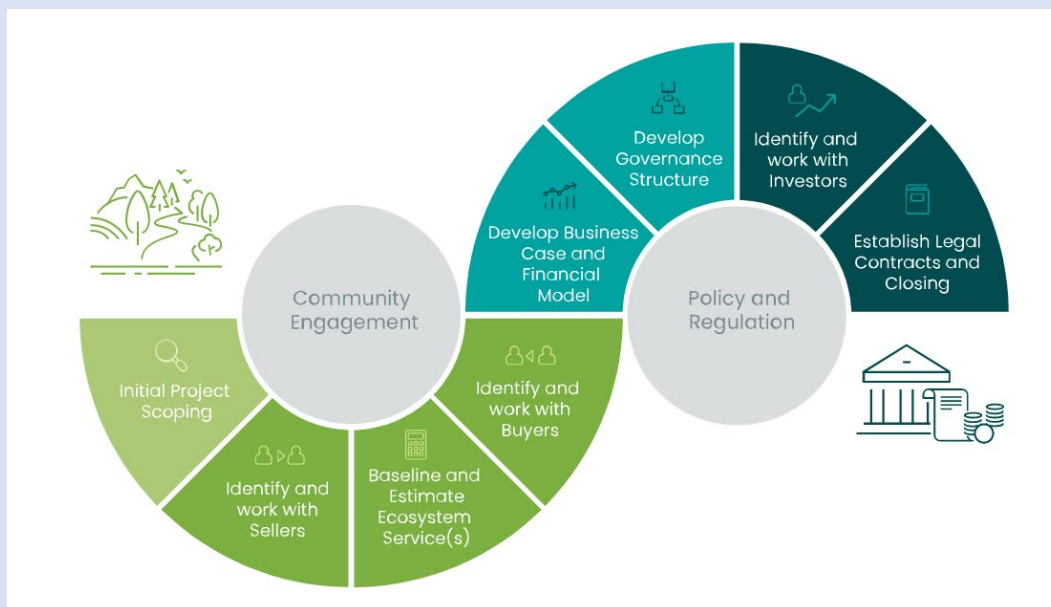 Community
Engagement
Initial Project
Scoping
Identify and
work with
Sellers
Baseline and
Estimate
Ecosystem
Service(s)
Identify and
work with
Buyers
Develop Business
Case and
Financial
Model
Develop
Governance
Structure
Identify and
work with
Investors
Establish Legal
Contracts and
Closing
Policy and
Regulation